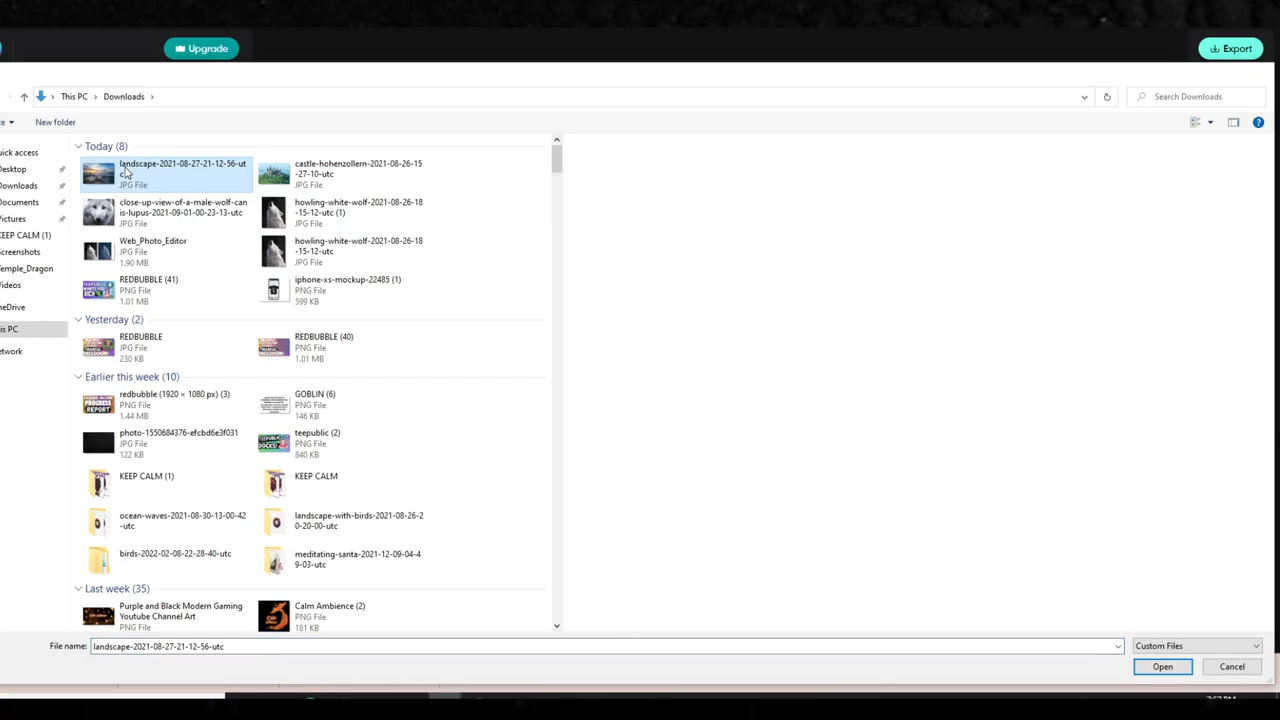 Upgrade
Export
This PC
Downloads
Search Downloads
New folder
Today (8)
landscape-2021-08-27-21-12-56-ut
c
JPG File
castle-hohenzollern-2021-08-26-15
-27-10-utc
JPG File
close-up-view-of-a-male-wolf-can
is-lupus-2021-09-01-00-23-13-utc
JPG File
howling-white-wolf-2021-08-26-18
-15-12-utc (1)
JPG File
Web_Photo_Editor
JPG File
1.90 MB
howling-white-wolf-2021-08-26-18
-15-12-utc
JPG File
REDBUBBLE (41)
PNG File
1.01 MB
iphone-xs-mockup-22485 (1)
PNG File
599 KB
Yesterday (2)
REDBUBBLE
PNG File
230 KB
REDBUBBLE (40)
PNG File
1.01 MB
Earlier this week (10)
redbubble (1920 × 1080 px) (3)
PNG File
1.44 MB
GOBLIN (6)
PNG File
146 KB
photo-1550684376-efcbd6e3f031
JPG File
122 KB
teepublic (2)
PNG File
840 KB
KEEP CALM (1)
KEEP CALM
ocean-waves-2021-08-30-13-00-42
-utc
landscape-with-birds-2021-08-26-2
0-20-00-utc
birds-2022-02-08-22-28-40-utc
meditating-santa-2021-12-09-04-4
9-03-utc
Last week (35)
Purple and Black Modern Gaming
Youtube Channel Art
PNG File
Calm Ambience (2)
PNG File
181 KB
uick access
Desktop
Downloads
Documents
Pictures
KEEP CALM (1)
Screenshots
Temple_Dragon
ideos
neDrive
is PC
etwork
File name:
landscape-2021-08-27-21-12-56-utc
Custom Files
Open
Cancel